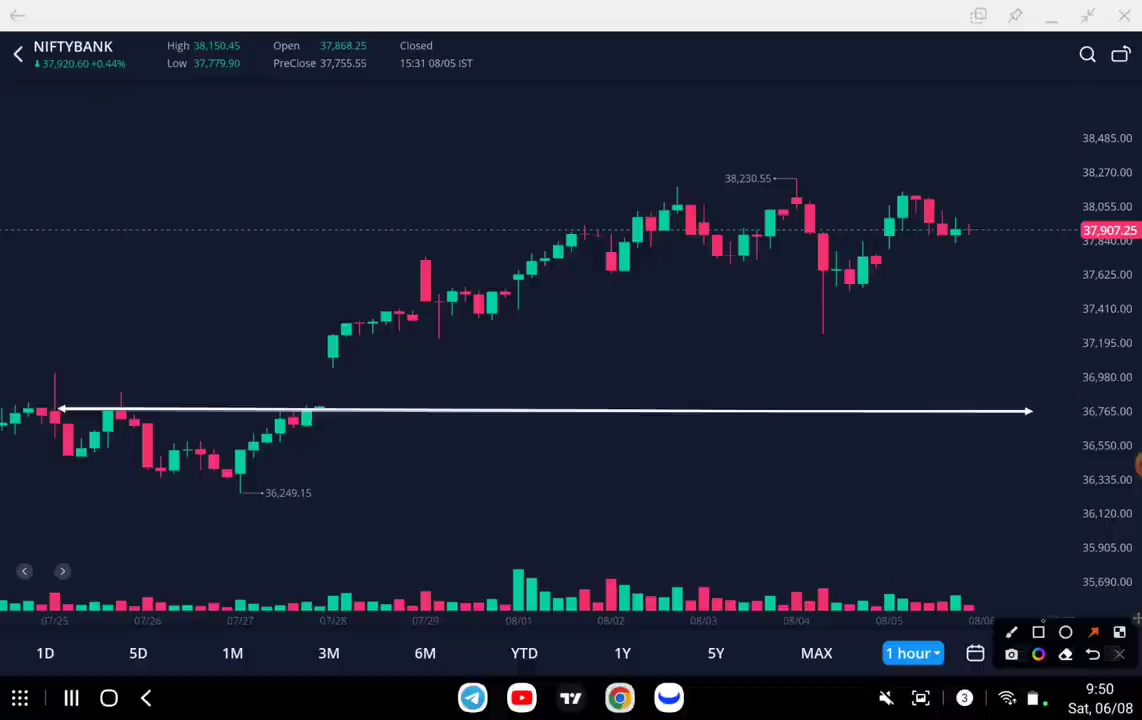 NIFTYBANK
37,920.60 +0.44%
High 38,150.45
Low 37,779.90
Open 37,868.25
PreClose 37,755.55
Closed
15:31 08/05 IST
38,485.00
38,270.00
38,230.55
38,055.00
37,907.25
37,840.00
37,625.00
37,410.00
37,195.00
36,980.00
36,765.00
36,550.00
36,335.00
36,249.15
36,120.00
35,905.00
35,690.00
07/25 07/26 07/27 07/28 07/29 08/01 08/02 08/03 08/04 08/05 08/06
1D 5D 1M 3M 6M YTD 1Y 5Y MAX 1 hour
3
9:50
Sat, 06/08